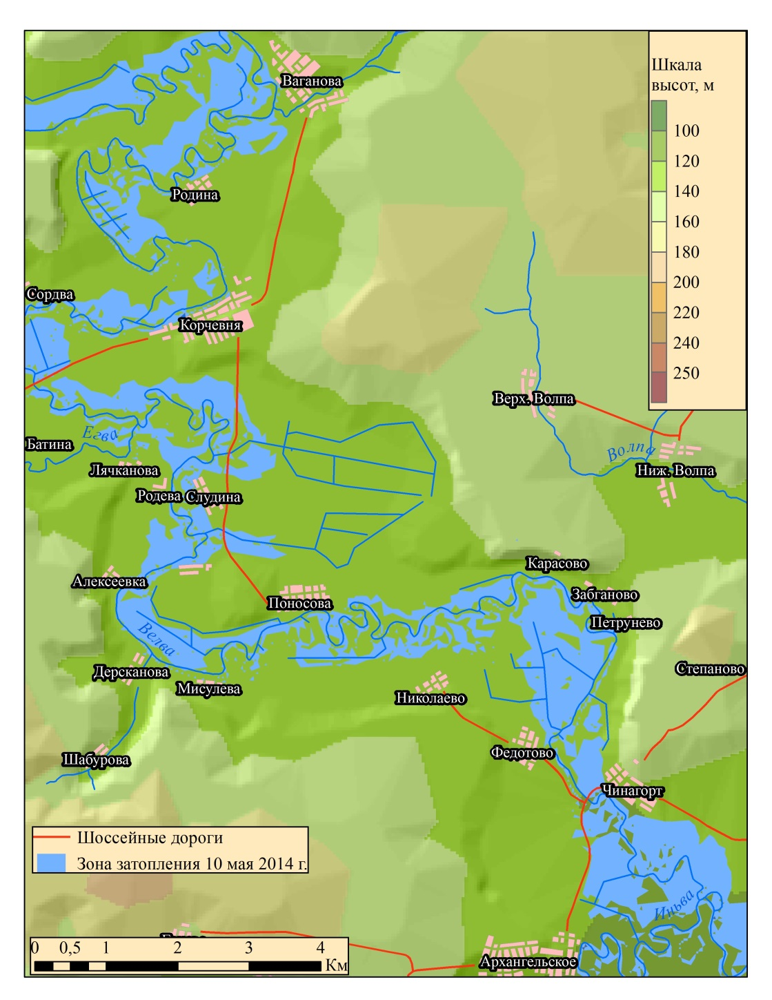 Шкала
высот, м
100
120
140
160
180
200
220
240
250
Ваганова
Родина
Сордва
Корчевня
Верх. Волпа
Егва
Батина
Волпа
Лячканова
Ниж. Волпа
Родева
Слудина
Карасово
Алексеевка
Забганово
Поносова
Петрунево
Велва
Дерсканова
Степаново
Мисулева
Николаево
Федотово
Шабурова
Чинагорт
Шоссейные дороги
Зона затопления 10 мая 2014 г.
Иньва
0 0,5 1 2 3 4
Км
Архангельское